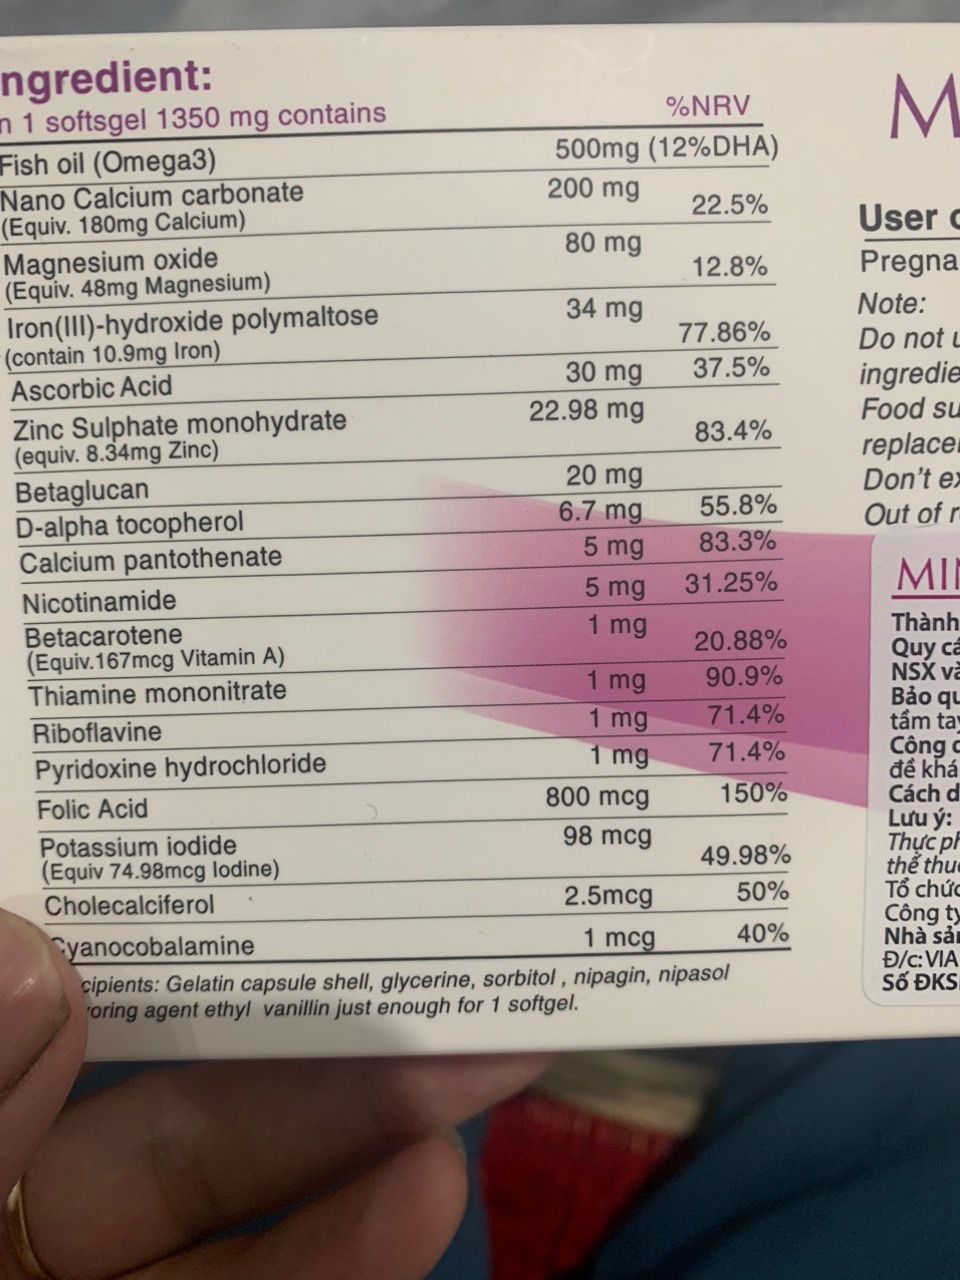 ngredient:
n 1 softsgel 1350 mg contains %NRV
Fish oil (Omega3) 500mg (12%DHA)
Nano Calcium carbonate 200 mg
(Equiv. 180mg Calcium) 22.5%
Magnesium oxide 80 mg
(Equiv. 48mg Magnesium) 12.8%
Iron(III)-hydroxide polymaltose 34 mg
(contain 10.9mg Iron) 77.86%
Ascorbic Acid 30 mg 37.5%
Zinc Sulphate monohydrate 22.98 mg
(equiv. 8.34mg Zinc) 83.4%
Betaglucan 20 mg
D-alpha tocopherol 6.7 mg 55.8%
Calcium pantothenate 5 mg 83.3%
Nicotinamide 5 mg 31.25%
Betacarotene 1 mg
(Equiv.167mcg Vitamin A) 20.88%
Thiamine mononitrate 1 mg 90.9%
Riboflavine 1 mg 71.4%
Pyridoxine hydrochloride 1 mg 71.4%
Folic Acid 800 mcg 150%
Potassium iodide 98 mcg
(Equiv 74.98mcg Iodine) 49.98%
Cholecalciferol 2.5mcg 50%
Cyanocobalamine 1 mcg 40%
cipients: Gelatin capsule shell, glycerine, sorbitol , nipagin, nipasol
oring agent ethyl vanillin just enough for 1 softgel.
M
User
Pregna
Note:
Do not
ingredie
Food su
replace
Don't ex
Out of r
MI
Thành
Quy cá
NSX và
Bảo qu
tầm tay
Công
để khá
Cách d
Lưu ý:
Thực ph
thể thu
Tổ chức
Công ty
Nhà sản
Đ/c: VIA
Số ĐKS